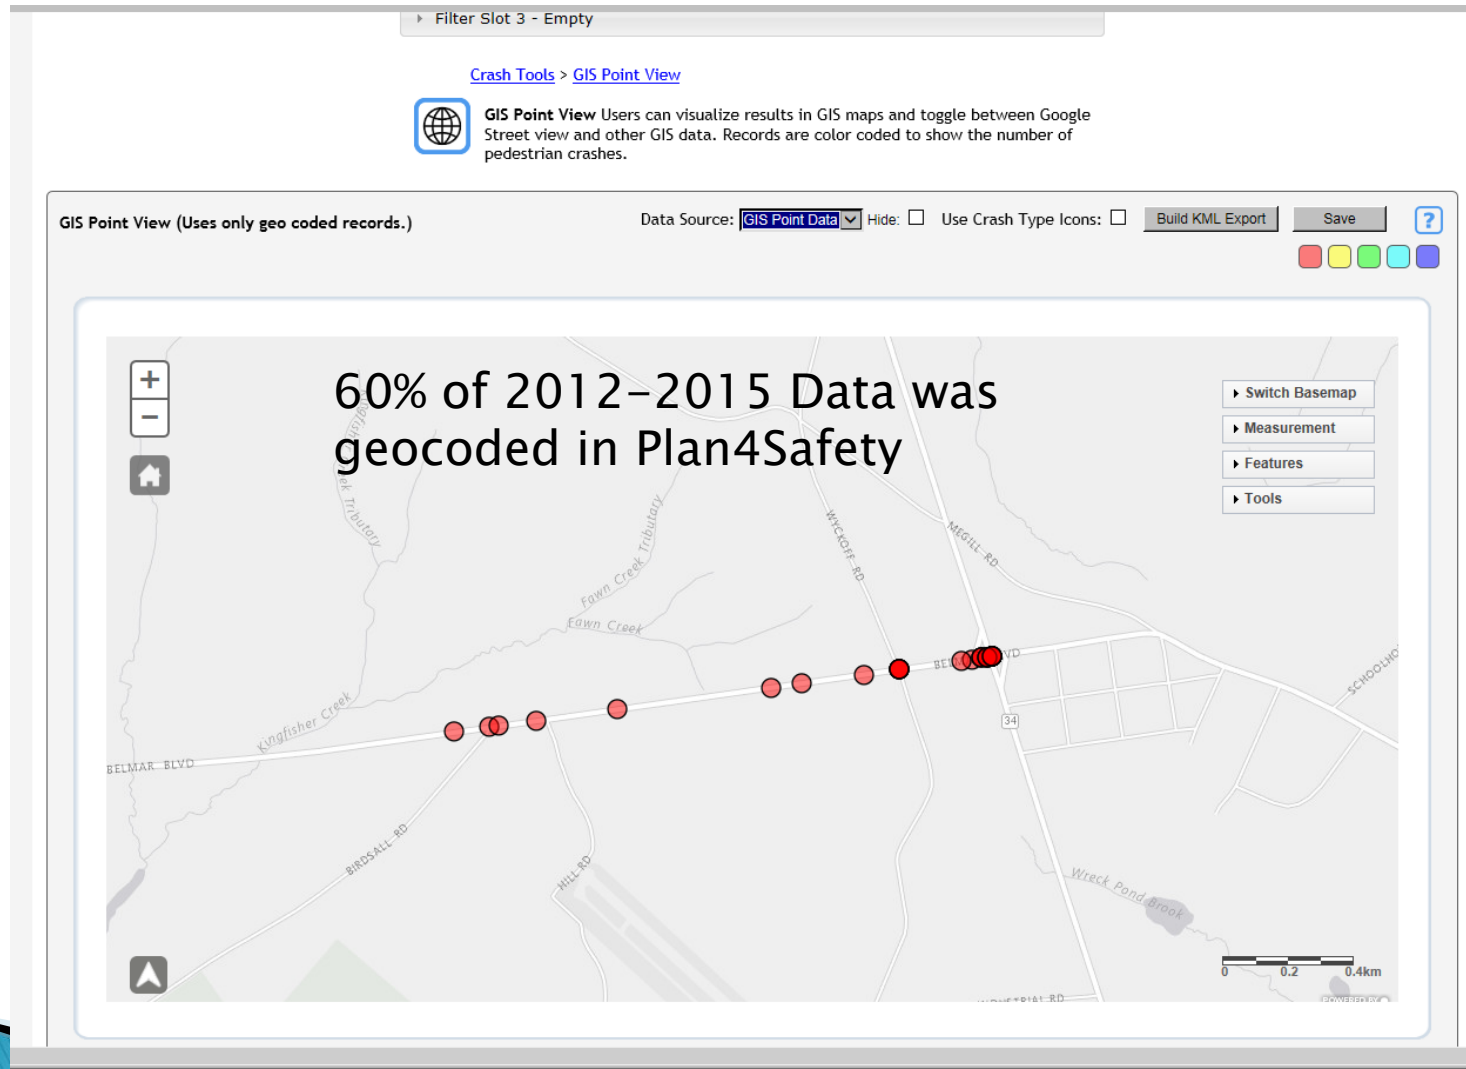 Filter Slot 3 - Empty
Crash Tools > GIS Point View
GIS Point View Users can visualize results in GIS maps and toggle between Google
Street view and other GIS data. Records are color coded to show the number of
pedestrian crashes.
GIS Point View (Uses only geo coded records.)
Data Source: GIS Point Data Hide: Use Crash Type Icons: Build KML Export Save ?
60% of 2012-2015 Data was
geocoded in Plan4Safety
+
−
Switch Basemap
Measurement
Features
Tools
Tributary
Fawn Creek Tributary
Fawn Creek
WYCKOFF RD
MEGILL RD
Kingfisher Creek
BELMAR BLVD
34
BIRDSALL RD
HILL RD
Wreck Pond Brook
0 0.2 0.4km
POWERED BY